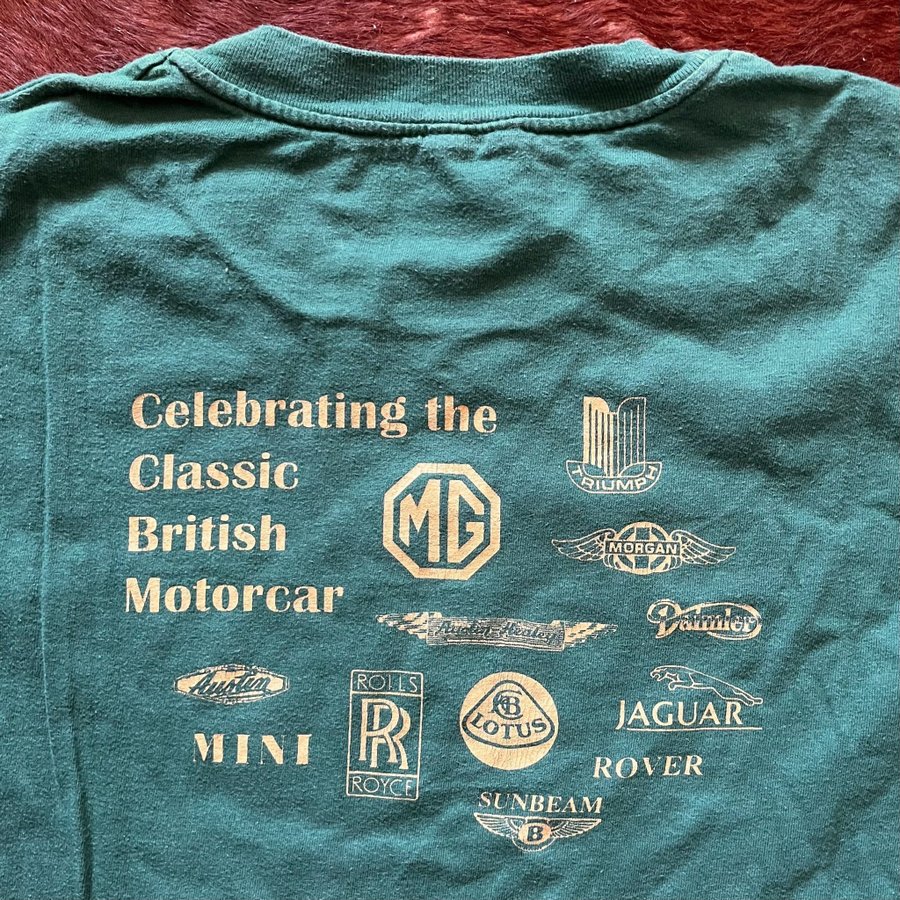 Celebrating the
Classic
British
Motorcar
TRIUMPH
MG
MORGAN
Austin-Healey
Daimler
Austin
MINI
ROLLS
RR
ROYCE
LOTUS
JAGUAR
ROVER
SUNBEAM
B